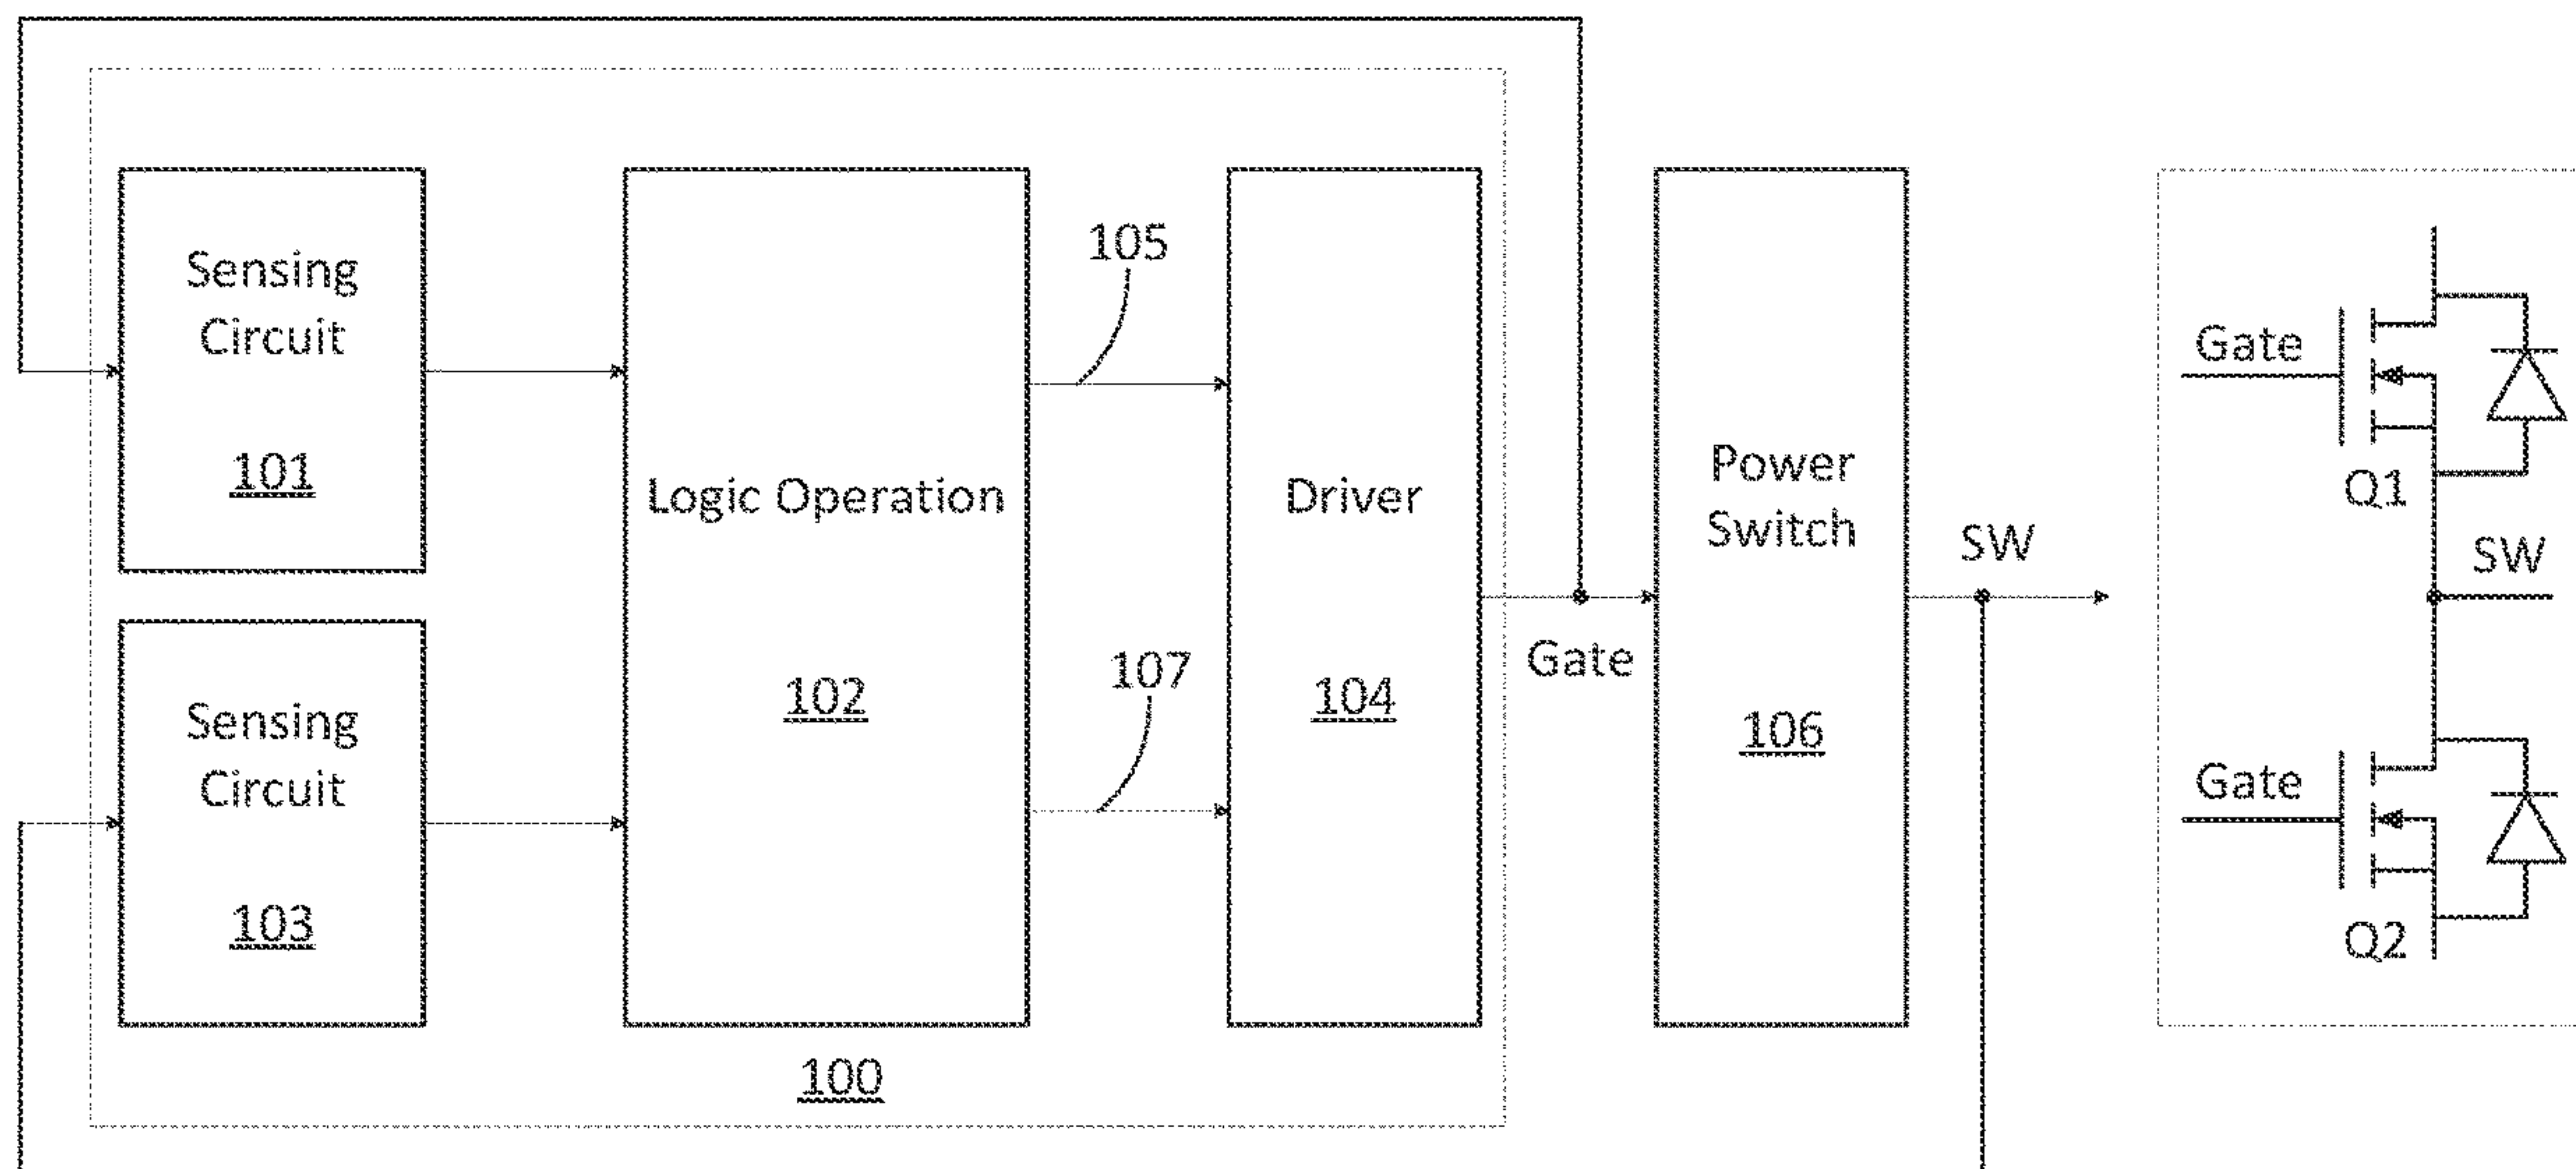 Sensing
Circuit
101
Sensing
Circuit
103
Logic Operation
102
105
107
Driver
104
100
Gate
Power
Switch
106
SW
Gate
Q1
SW
Gate
Q2